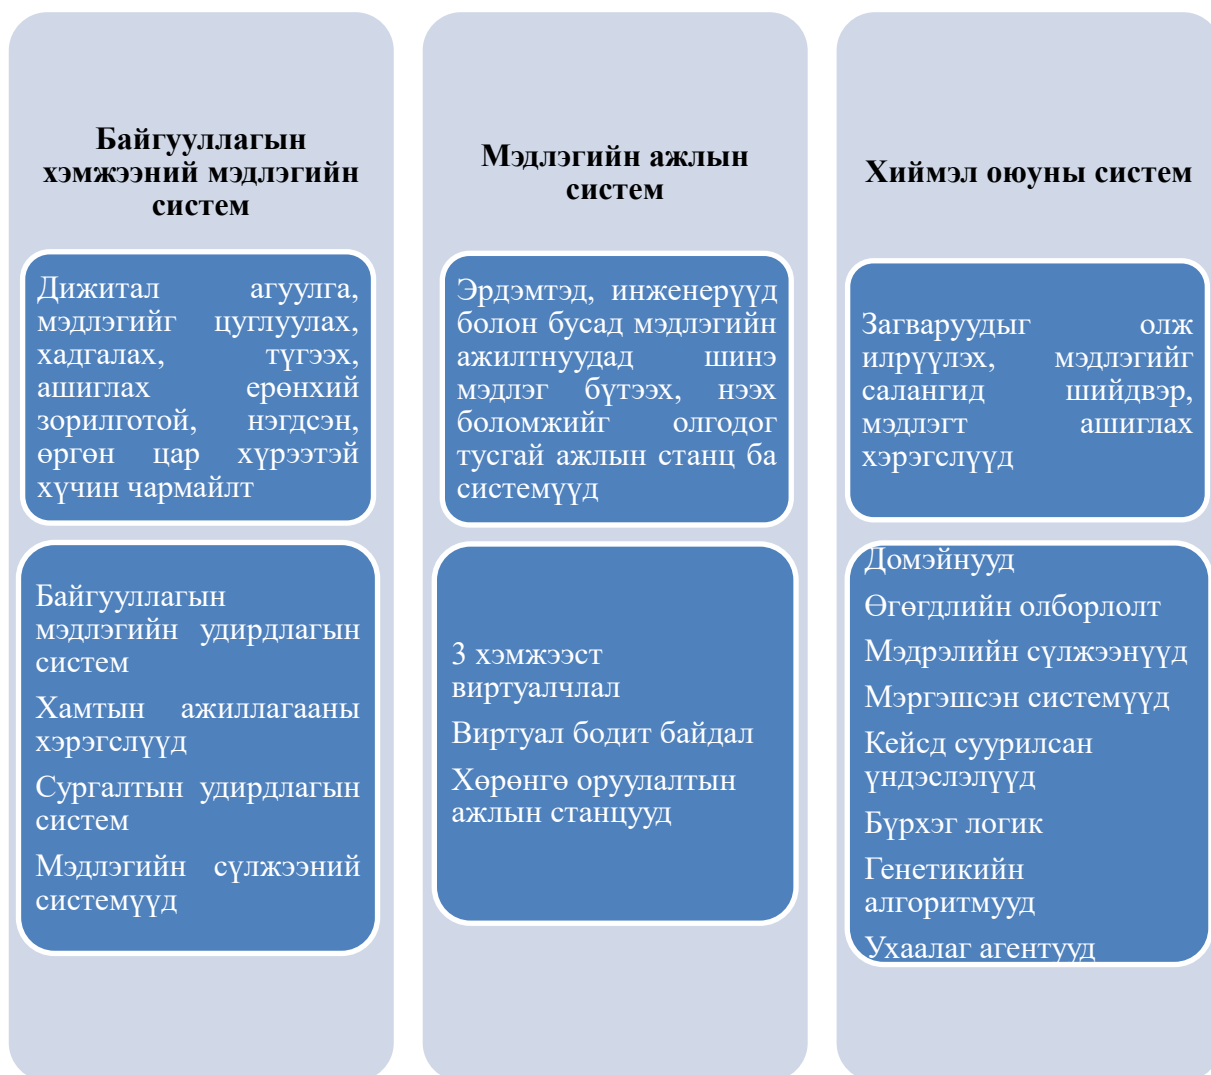 Байгууллагын
хэмжээний мэдлэгийн
систем
Дижитал агуулга,
мэдлэгийг цуглуулах,
хадгалах, түгээх,
ашиглах ерөнхий
зорилготой, нэгдсэн,
өргөн цар хүрээтэй
хүчин чармайлт
Байгууллагын
мэдлэгийн удирдлагын
систем
Хамтын ажиллагааны
хэрэгслүүд
Сургалтын удирдлагын
систем
Мэдлэгийн сүлжээний
системүүд
Мэдлэгийн ажлын
систем
Эрдэмтэд, инженерүүд
болон бусад мэдлэгийн
ажилтнуудад шинэ
мэдлэг бүтээх, нээх
боломжийг олгодог
тусгай ажлын станц ба
системүүд
3 хэмжээст
виртуалчлал
Виртуал бодит байдал
Хөрөнгө оруулалтын
ажлын станцууд
Хиймэл оюуны систем
Загваруудыг олж
илрүүлэх, мэдлэгийг
салангид шийдвэр,
мэдлэгт ашиглах
хэрэгслүүд
Домэйнууд
Өгөгдлийн олборлолт
Мэдрэлийн сүлжээнүүд
Мэргэшсэн системүүд
Кейсд суурилсан
үндэслэлүүд
Бүрхэг логик
Генетикийн
алгоритмууд
Ухаалаг агентууд